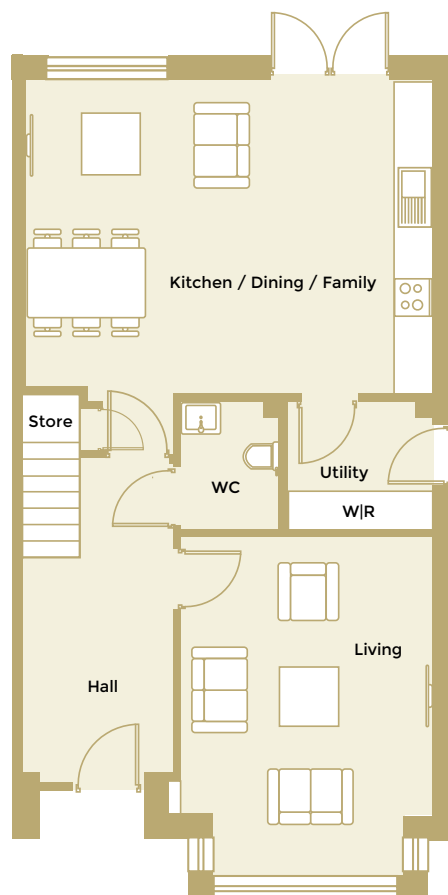 Kitchen / Dining / Family
Store
Utility
WC
W|R
Living
Hall